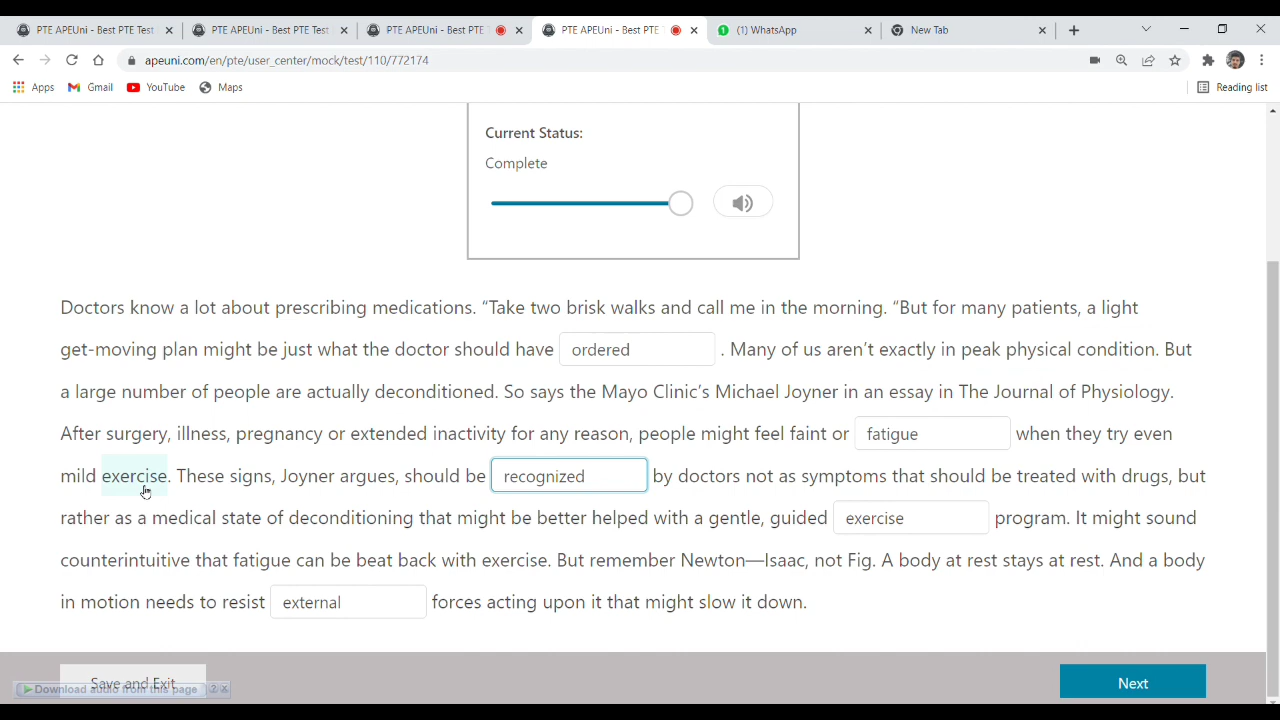 PTE APEUni - Best PTE Test
PTE APEUni - Best PTE Test
PTE APEUni - Best PTE
PTE APEUni - Best PTE
(1) WhatsApp
New Tab
apeuni.com/en/pte/user_center/mock/test/110/772174
Apps
Gmail
YouTube
Maps
Reading list
Current Status:
Complete
Doctors know a lot about prescribing medications. “Take two brisk walks and call me in the morning. “But for many patients, a light
get-moving plan might be just what the doctor should have ordered . Many of us aren’t exactly in peak physical condition. But
a large number of people are actually deconditioned. So says the Mayo Clinic’s Michael Joyner in an essay in The Journal of Physiology.
After surgery, illness, pregnancy or extended inactivity for any reason, people might feel faint or fatigue when they try even
mild exercise. These signs, Joyner argues, should be recognized by doctors not as symptoms that should be treated with drugs, but
rather as a medical state of deconditioning that might be better helped with a gentle, guided exercise program. It might sound
counterintuitive that fatigue can be beat back with exercise. But remember Newton—Isaac, not Fig. A body at rest stays at rest. And a body
in motion needs to resist external forces acting upon it that might slow it down.
Save and Exit
Download audio from this page ? x
Next